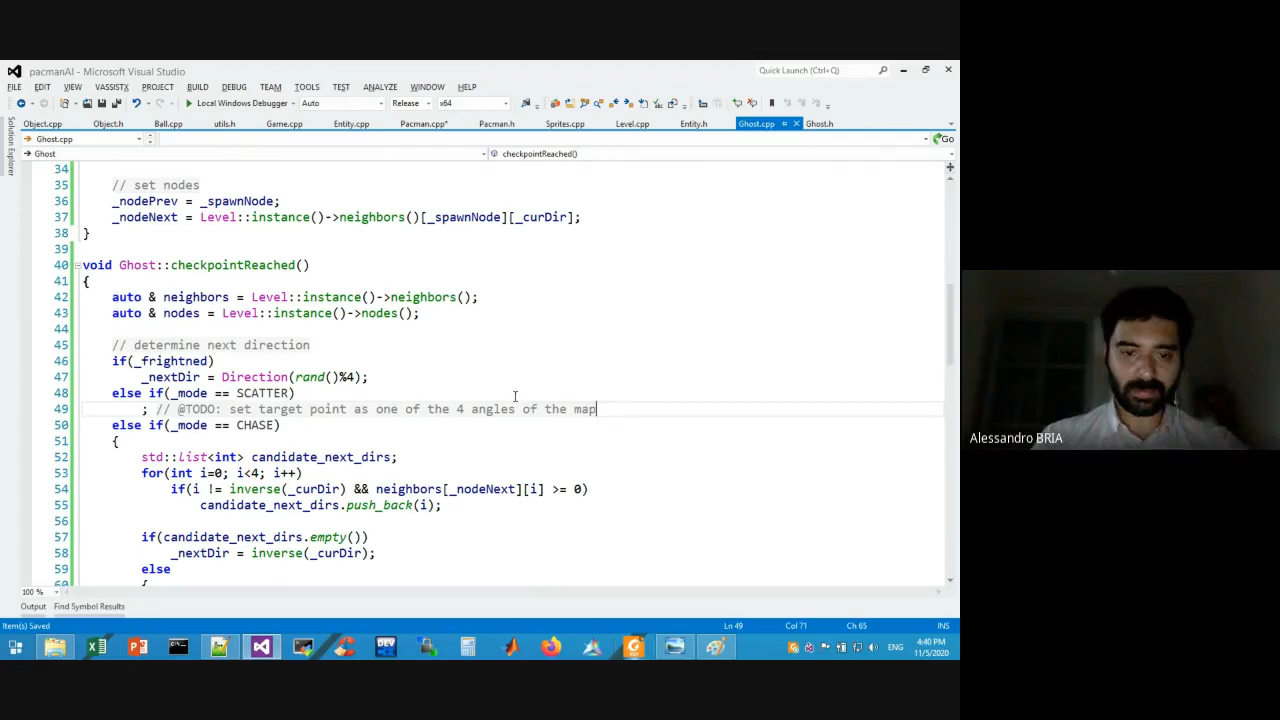 pacmanAI - Microsoft Visual Studio
Quick Launch (Ctrl+Q)
FILE EDIT VIEW VASSISTX PROJECT BUILD DEBUG TEAM TOOLS TEST ANALYZE WINDOW HELP
Local Windows Debugger Auto Release x64
Object.cpp Object.h Ball.cpp utils.h Game.cpp Entity.cpp Pacman.cpp* Pacman.h Sprites.cpp Level.cpp Entity.h Ghost.cpp Ghost.h
Solution Explorer
Ghost.cpp Go
Ghost checkpointReached()
34
35 // set nodes
36 _nodePrev = _spawnNode;
37 _nodeNext = Level::instance()->neighbors()[_spawnNode][_curDir];
38 }
39
40 void Ghost::checkpointReached()
41 {
42 auto & neighbors = Level::instance()->neighbors();
43 auto & nodes = Level::instance()->nodes();
44
45 // determine next direction
46 if(_frightned)
47 _nextDir = Direction(rand()%4);
48 else if(_mode == SCATTER)
49 ; // @TODO: set target point as one of the 4 angles of the map
50 else if(_mode == CHASE)
51 {
52 std::list<int> candidate_next_dirs;
53 for(int i=0; i<4; i++)
54 if(i != inverse(_curDir) && neighbors[_nodeNext][i] >= 0)
55 candidate_next_dirs.push_back(i);
56
57 if(candidate_next_dirs.empty())
58 _nextDir = inverse(_curDir);
59 else
60 {
100 %
Output Find Symbol Results
Item(s) Saved Ln 49 Col 71 Ch 65 INS
DEV
ENG
4:40 PM
11/5/2020
Alessandro BRIA